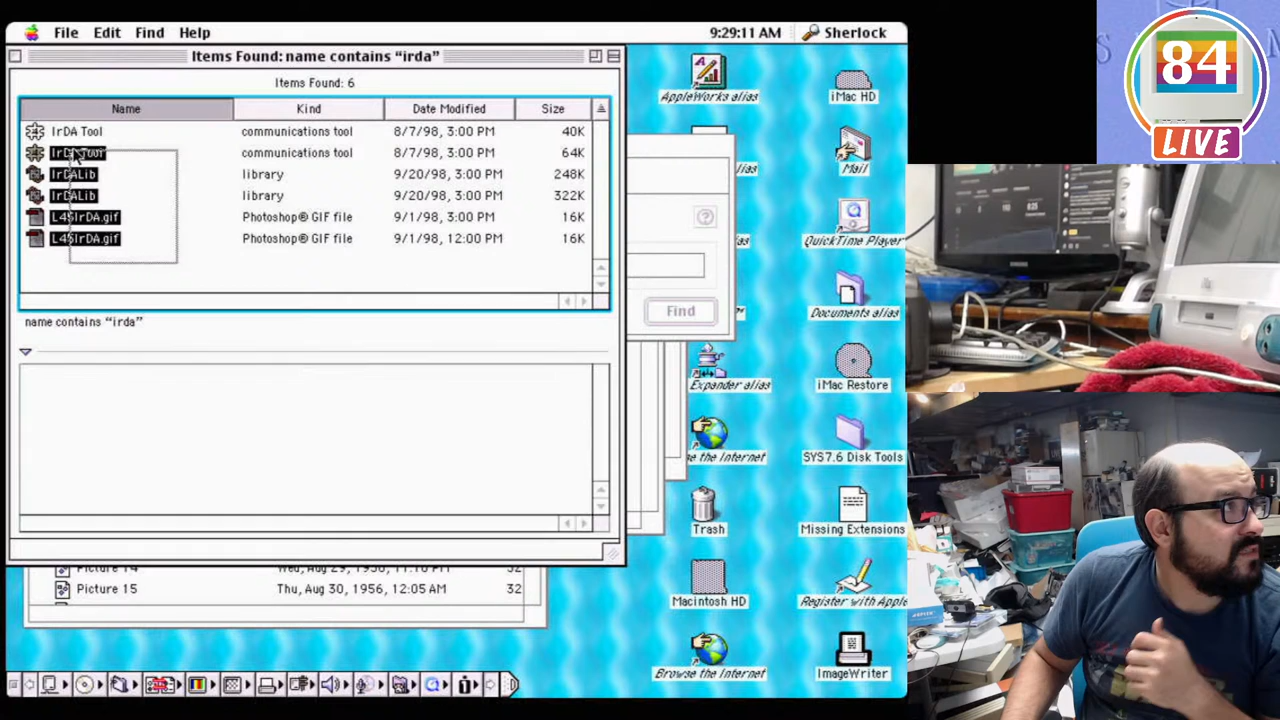 File Edit Find Help 9:29:11 AM Sherlock
Items Found: name contains “irda”
Items Found: 6
Name Kind Date Modified Size
IrDA Tool communications tool 8/7/98, 3:00 PM 40K
IrDA Tool communications tool 8/7/98, 3:00 PM 64K
IrDALib library 9/20/98, 3:00 PM 248K
IrDALib library 9/20/98, 3:00 PM 322K
L45IrDA.gif Photoshop® GIF file 9/1/98, 3:00 PM 16K
L45IrDA.gif Photoshop® GIF file 9/1/98, 12:00 PM 16K
name contains “irda”
?
Find
AppleWorks alias
iMac HD
Mail
QuickTime Player
Documents alias
Expander alias
iMac Restore
SYS7.6 Disk Tools
Trash
Missing Extensions
Macintosh HD
Register with Apple
Browse the Internet
ImageWriter
Picture 14
Picture 15 Thu, Aug 30, 1956, 12:05 AM 32
84
LIVE